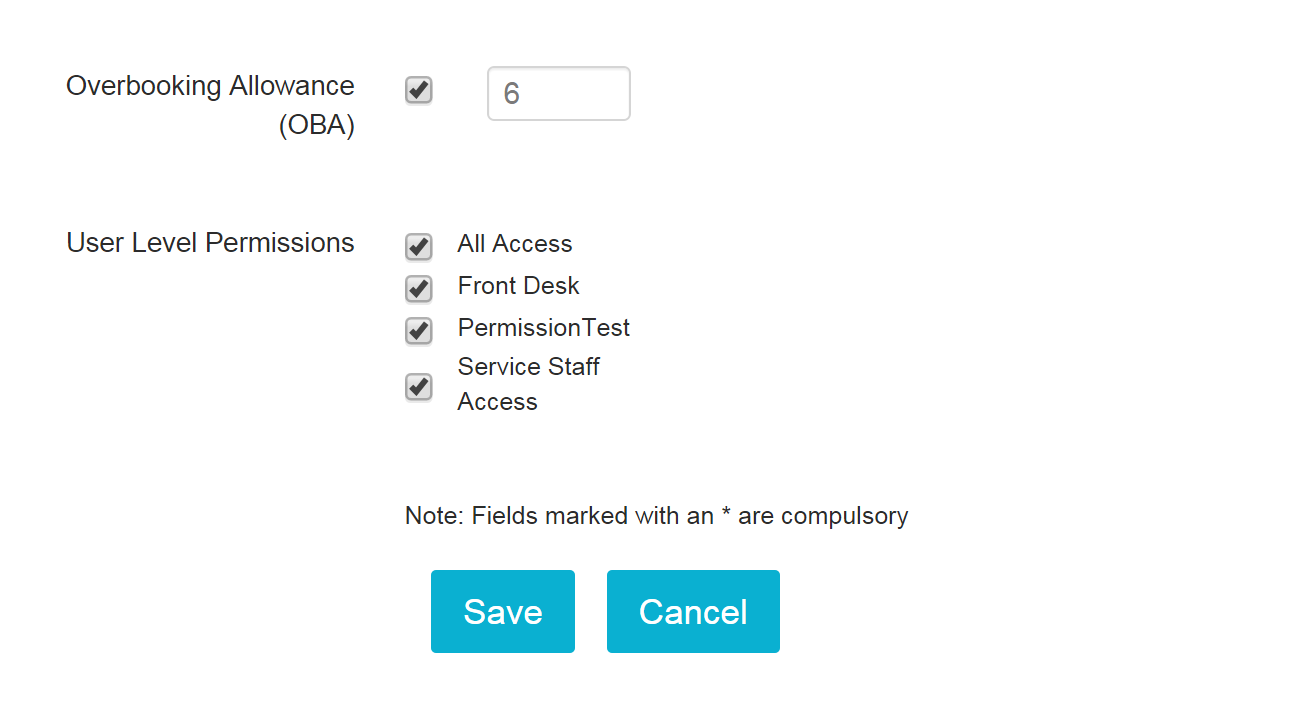 Overbooking Allowance
(OBA)
6
User Level Permissions
All Access
Front Desk
PermissionTest
Service Staff
Access
Note: Fields marked with an * are compulsory
Save
Cancel